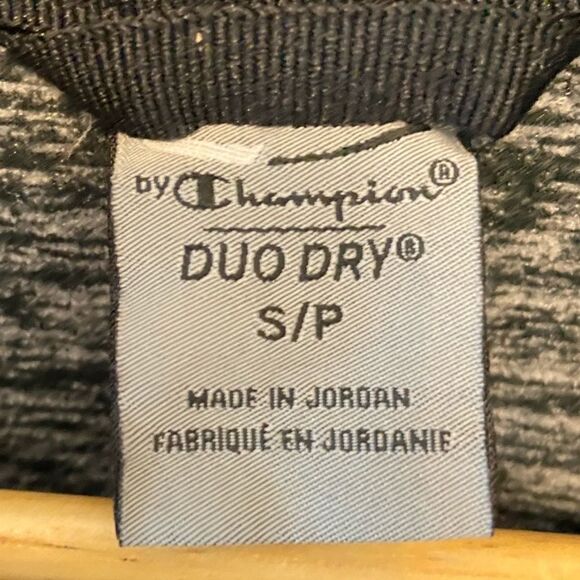 BY Champion®
DUO DRY®
S/P
MADE IN JORDAN
FABRIQUÉ EN JORDANIE